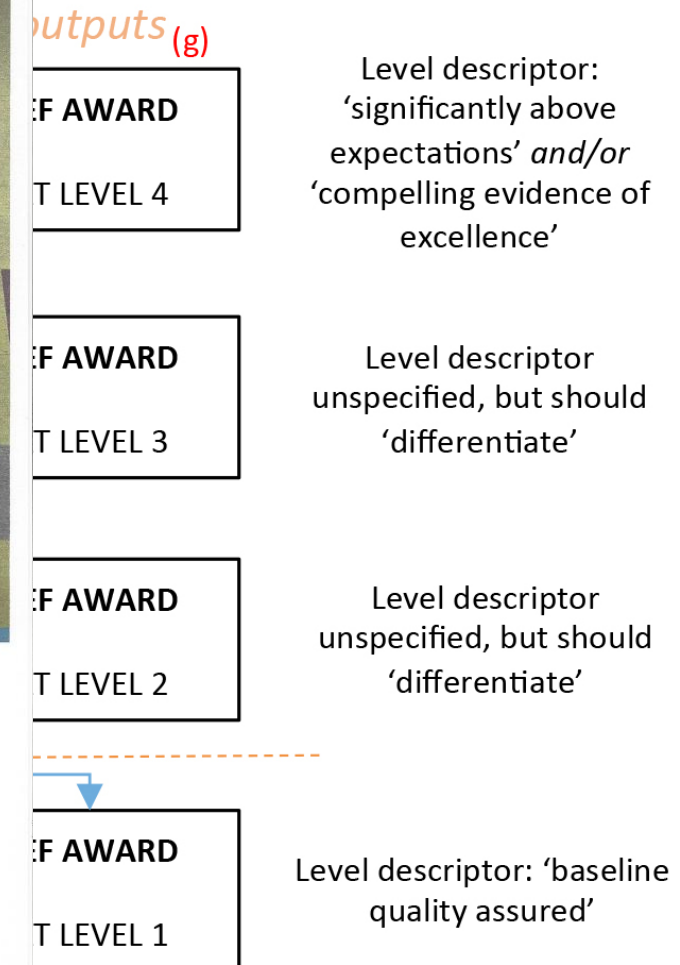 outputs (g)
EF AWARD
T LEVEL 4
Level descriptor:
‘significantly above
expectations’ and/or
‘compelling evidence of
excellence’
EF AWARD
T LEVEL 3
Level descriptor
unspecified, but should
‘differentiate’
EF AWARD
T LEVEL 2
Level descriptor
unspecified, but should
‘differentiate’
EF AWARD
T LEVEL 1
Level descriptor: ‘baseline
quality assured’